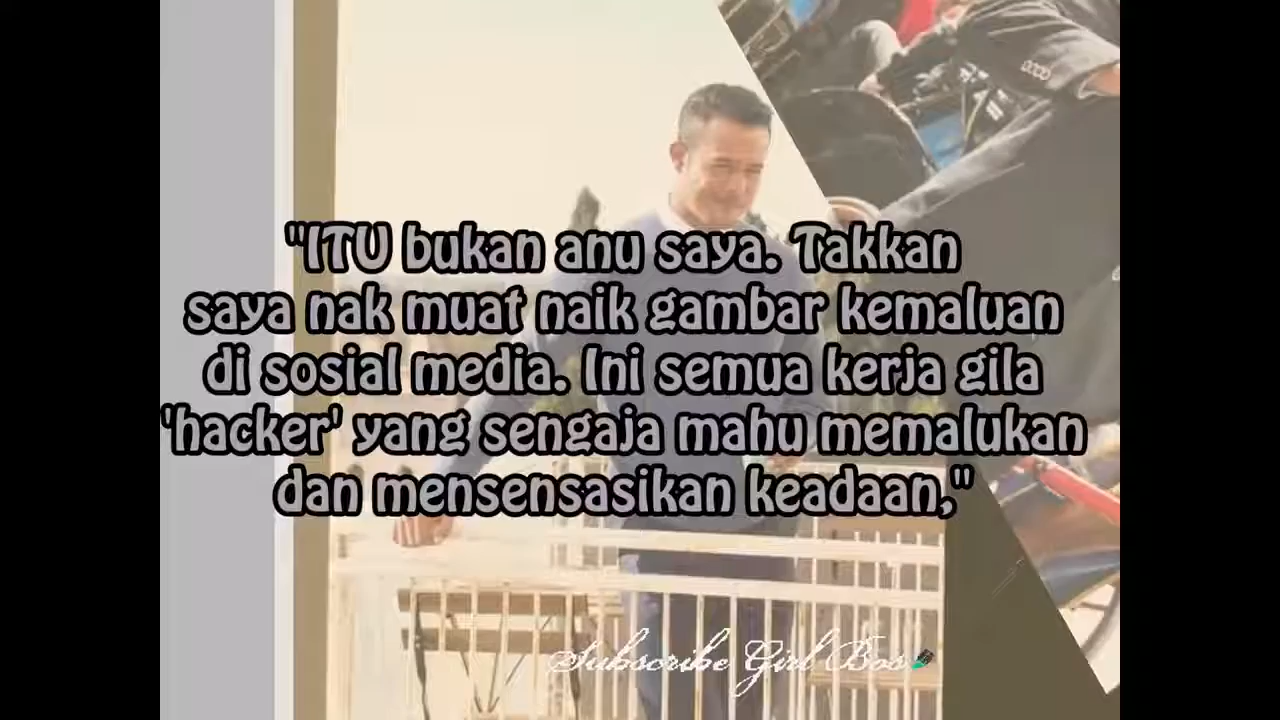 "ITU bukan anu saya. Takkan
saya nak muat naik gambar kemaluan
di sosial media. Ini semua kerja gila
'hacker' yang sengaja mahu memalukan
dan mensensasikan keadaan,"
Subscribe Girl Bos